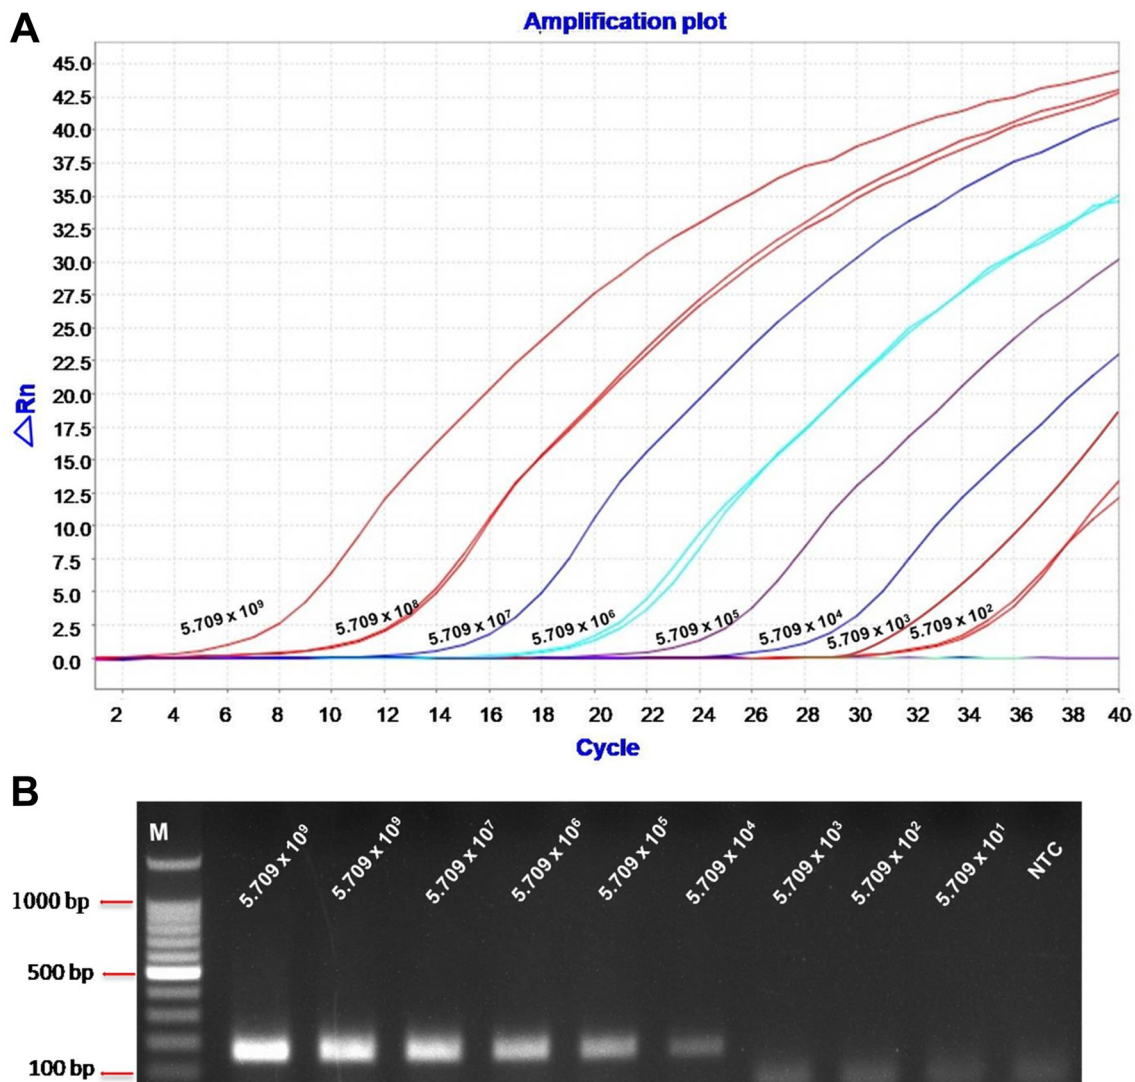 A
Amplification plot
45.0
42.5
40.0
37.5
35.0
32.5
30.0
27.5
25.0
22.5
20.0
17.5
15.0
12.5
10.0
7.5
5.0
2.5
0.0
△Rn
5.709 x 10⁹
5.709 x 10⁸
5.709 x 10⁷
5.709 x 10⁶
5.709 x 10⁵
5.709 x 10⁴
5.709 x 10³
5.709 x 10²
2 4 6 8 10 12 14 16 18 20 22 24 26 28 30 32 34 36 38 40
Cycle
B
M
5.709 x 10⁹
5.709 x 10⁹
5.709 x 10⁷
5.709 x 10⁶
5.709 x 10⁵
5.709 x 10⁴
5.709 x 10³
5.709 x 10²
5.709 x 10¹
NTC
1000 bp
500 bp
100 bp